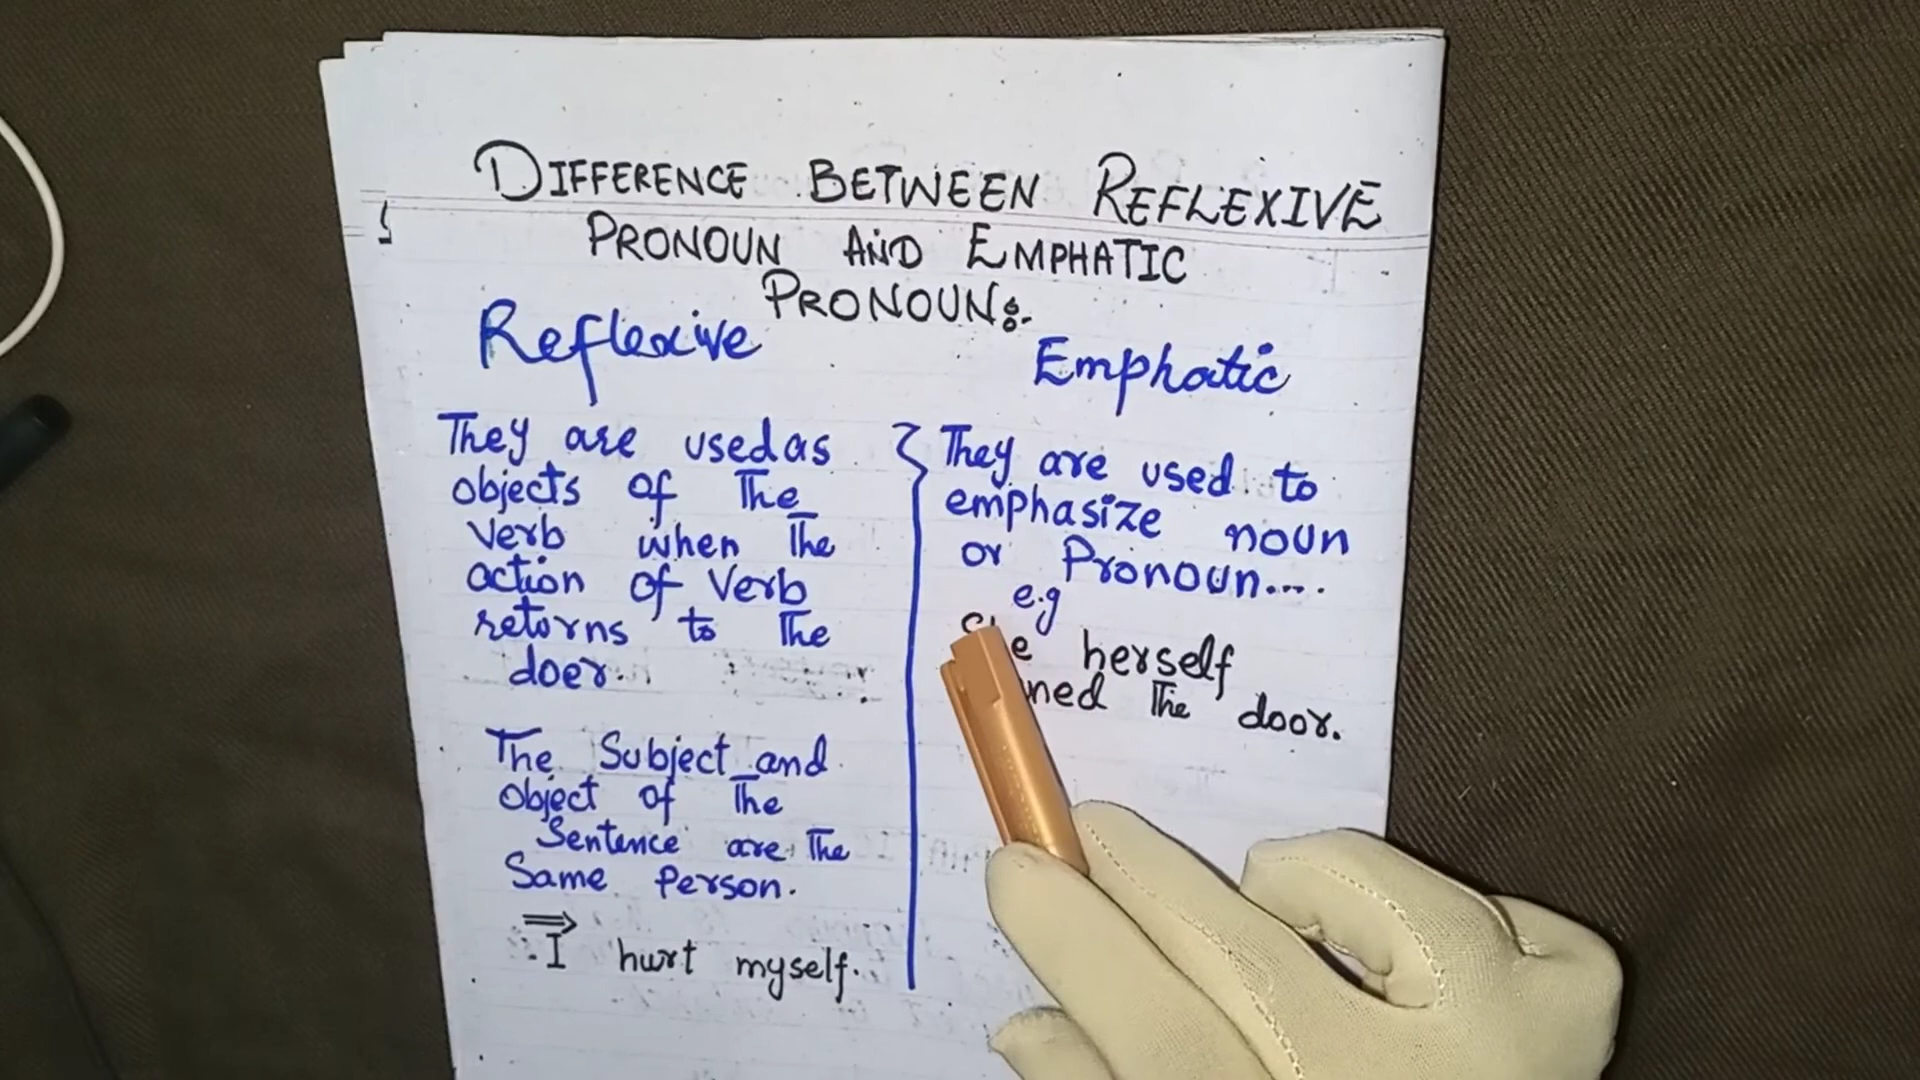 DIFFERENCE BETWEEN REFLEXIVE
PRONOUN AND EMPHATIC
PRONOUN:-
Reflexive
They are used as
objects of The
Verb when The
action of Verb
returns to The
doer.
The Subject and
object of The
Sentence are The
Same Person.
⇒
I hurt myself.
Emphatic
They are used to
emphasize noun
or Pronoun....
e.g
herself
The door.